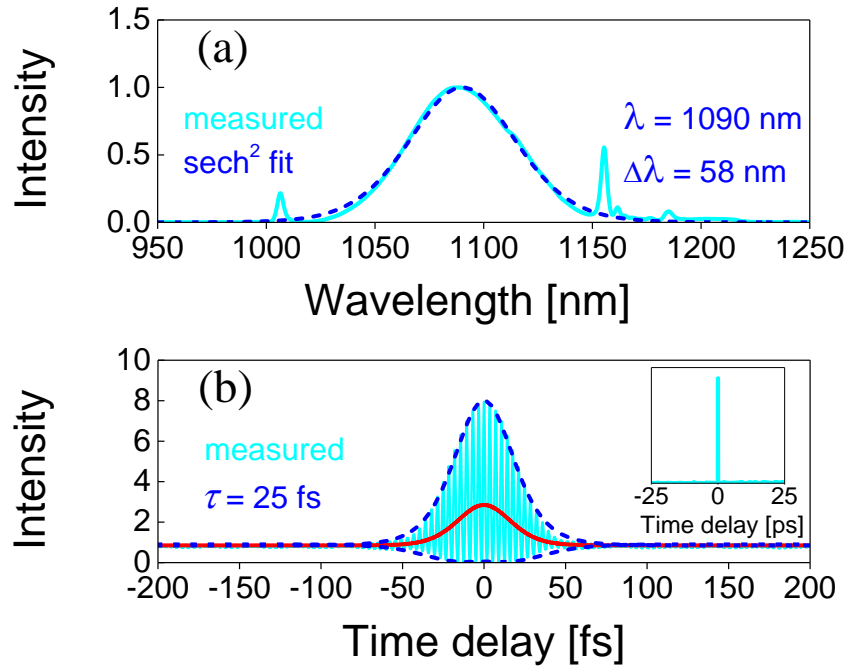 (a)
Intensity
1.5
1.0
0.5
0.0
measured
sech² fit
λ = 1090 nm
Δλ = 58 nm
950 1000 1050 1100 1150 1200 1250
Wavelength [nm]
(b)
Intensity
10
8
6
4
2
0
measured
τ = 25 fs
-25 0 25
Time delay [ps]
-200 -150 -100 -50 0 50 100 150 200
Time delay [fs]